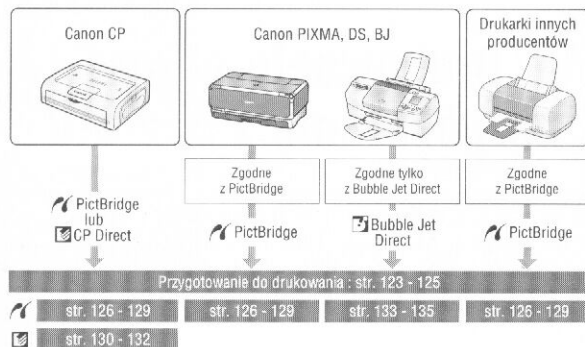 Canon CP
Canon PIXMA, DS, BJ
Drukarki innych
producentów
Zgodne
z PictBridge
Zgodne tylko
z Bubble Jet Direct
Zgodne
z PictBridge
PictBridge
lub
CP Direct
PictBridge
Bubble Jet
Direct
PictBridge
Przygotowanie do drukowania : str. 123 - 125
str. 126 - 129
str. 126 - 129
str. 133 - 135
str. 126 - 129
str. 130 - 132